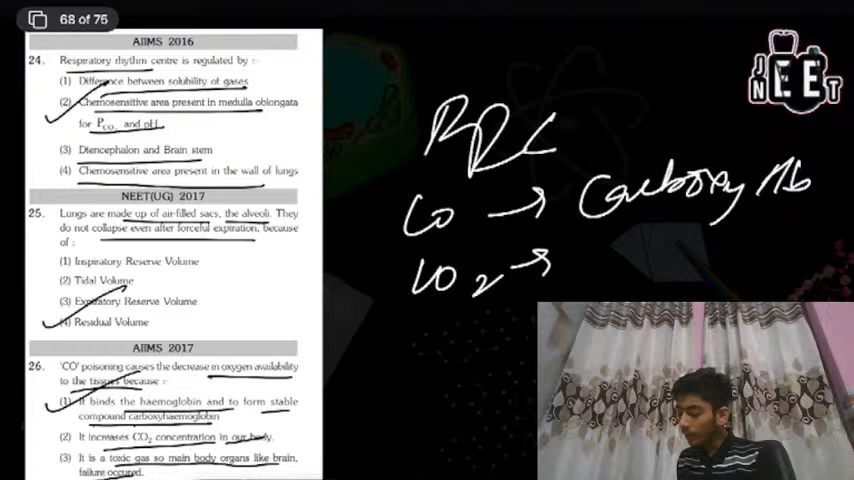 68 of 75
AIIMS 2016
24. Respiratory rhythm centre is regulated by :-
(1) Difference between solubility of gases
(2) Chemosensitive area present in medulla oblongata
for PCO₂ and pH
(3) Diencephalon and Brain stem
(4) Chemosensitive area present in the wall of lungs
NEET(UG) 2017
25. Lungs are made up of air-filled sacs, the alveoli. They
do not collapse even after forceful expiration, because
of :
(1) Inspiratory Reserve Volume
(2) Tidal Volume
(3) Expiratory Reserve Volume
(4) Residual Volume
AIIMS 2017
26. 'CO' poisoning causes the decrease in oxygen availability
to the tissues because :-
(1) It binds the haemoglobin and to form stable
compound carboxyhaemoglobin
(2) It increases CO₂ concentration in our body.
(3) It is a toxic gas so main body organs like brain,
failure occured.
CO → Carboxy Hb
CO2 →
J NEET